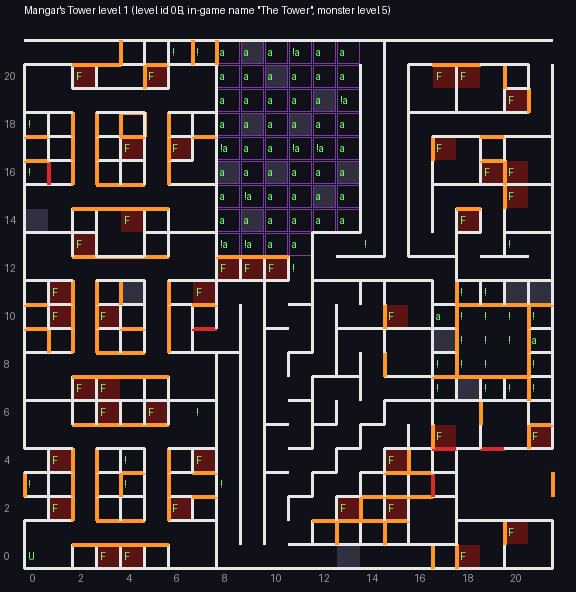 Mangar's Tower level 1 (level id 0B, in-game name "The Tower", monster level 5)
! ! a a a !a a a
20 F F a a a a a a F F
a a a a a !a F
18 ! a a a a a a
F F !a a a !a !a a F
16 ! a a a a a a F F
a !a a a a a F
14 F a a a a a a F
F !a !a a a ! !
12 F F F !
F F ! !
10 F F F a ! ! ! !
! ! ! a
8 ! ! ! !
F F ! ! ! !
6 F F !
F F
4 F ! F F
! ! !
2 F F F F
F
0 U F F F
0 2 4 6 8 10 12 14 16 18 20